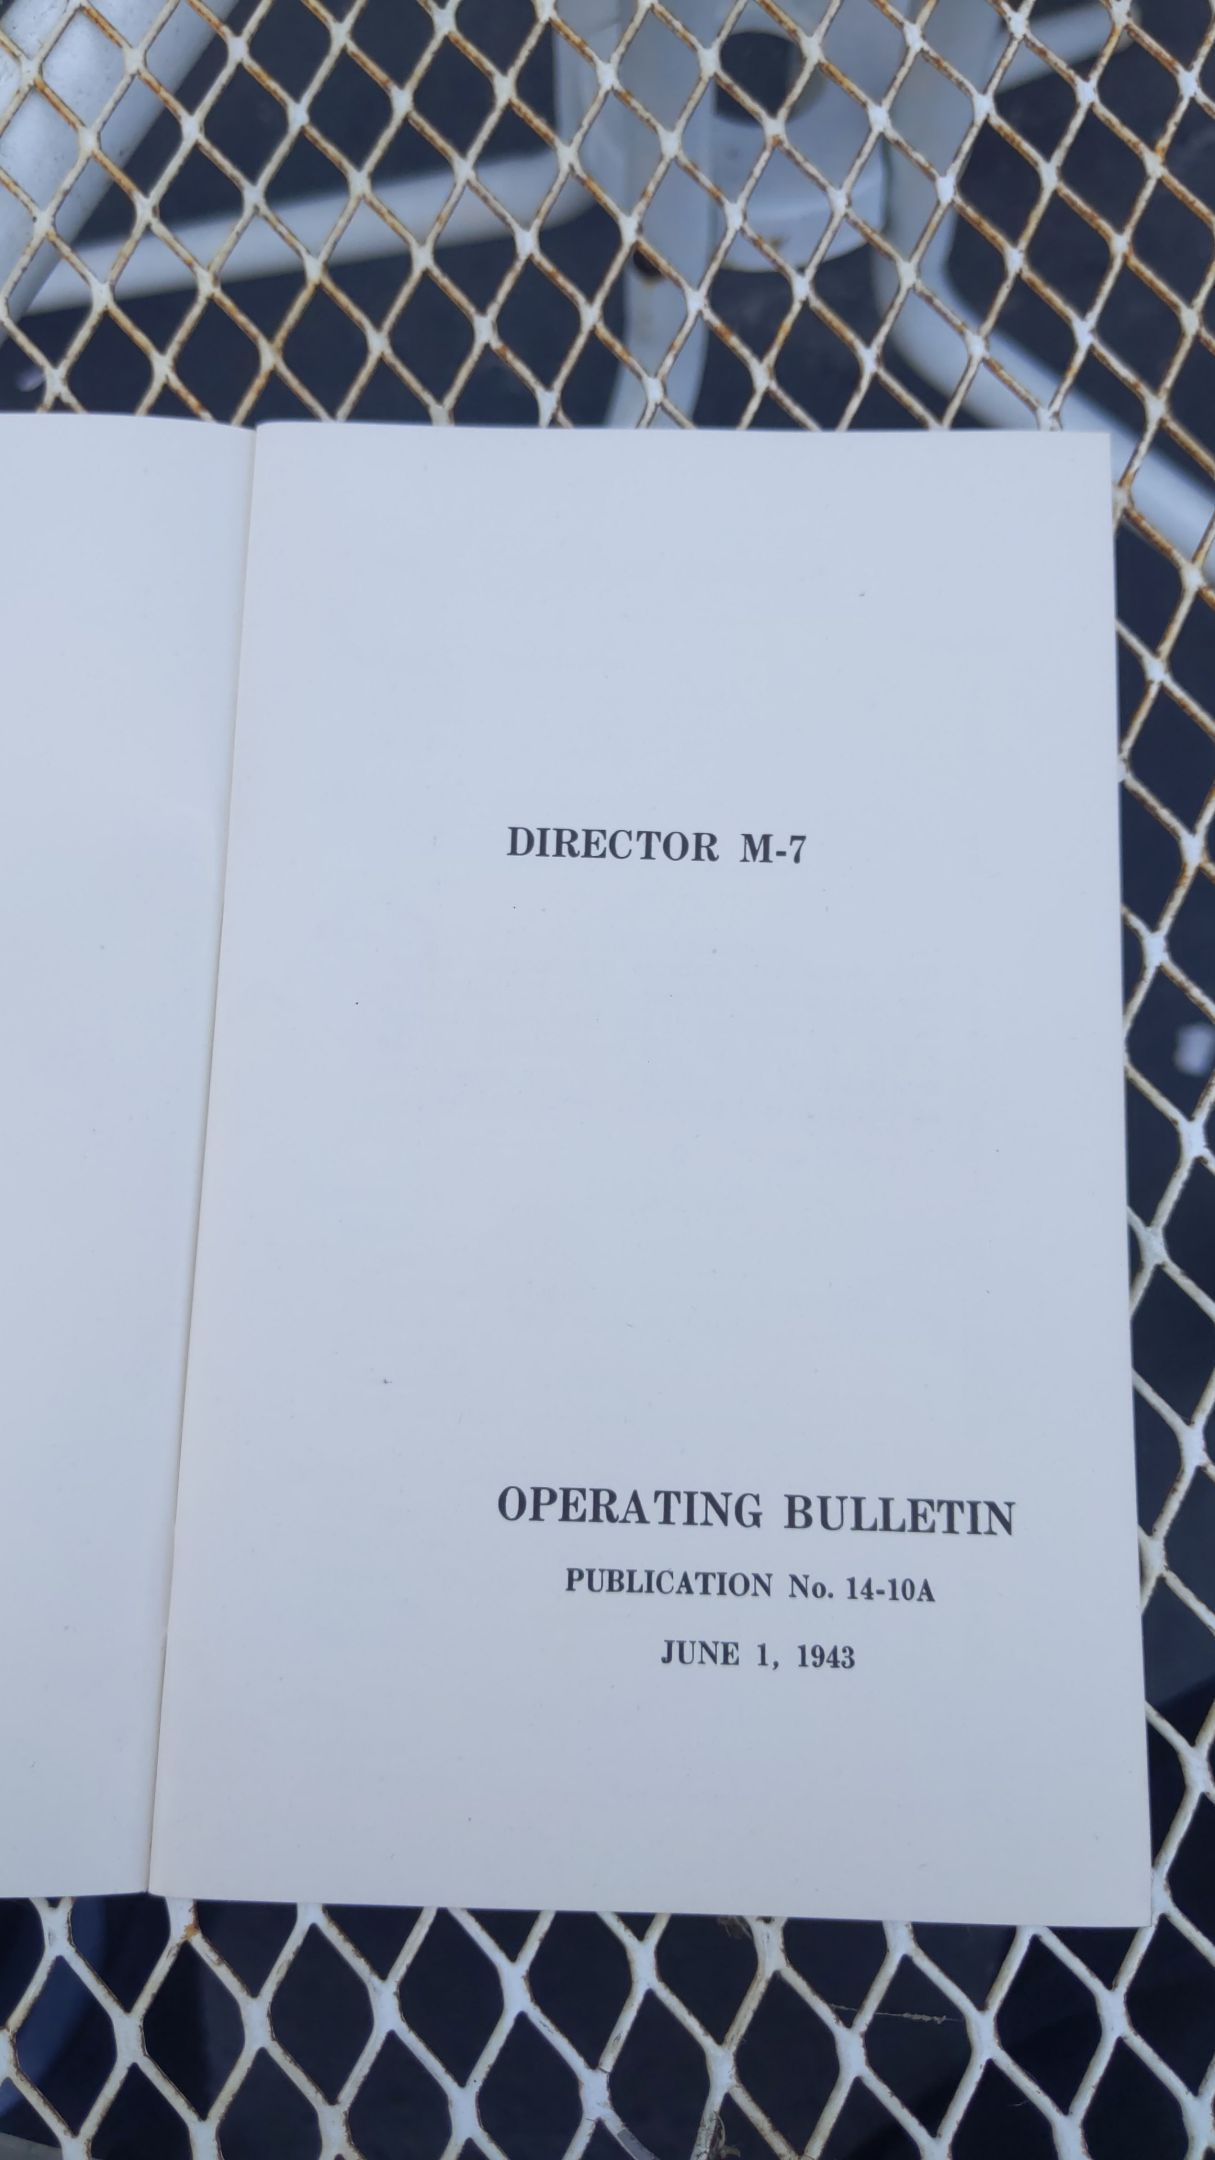 DIRECTOR M-7
OPERATING BULLETIN
PUBLICATION No. 14-10A
JUNE 1, 1943